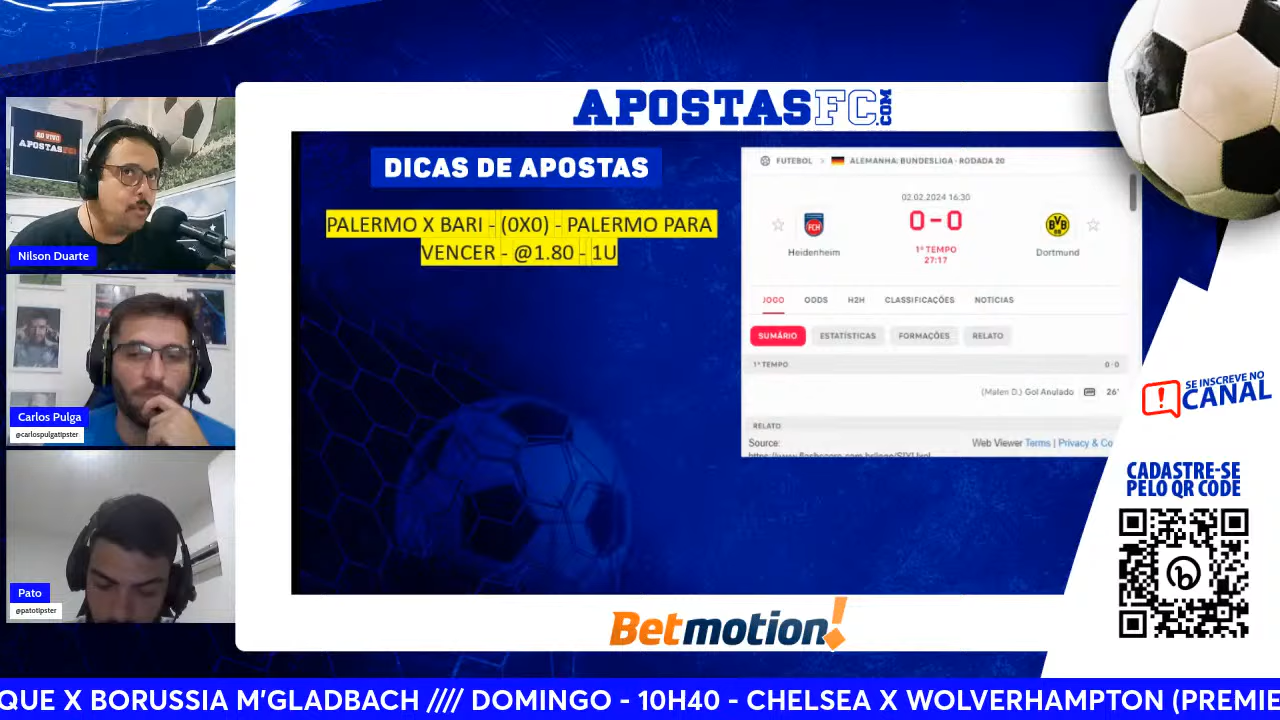 APOSTASFC.COM
DICAS DE APOSTAS
PALERMO X BARI - (0X0) - PALERMO PARA
VENCER - @1.80 - 1U
AO VIVO
APOSTASFC
Nilson Duarte
Carlos Pulga
@carlospulgatipster
Pato
@patotipster
FUTEBOL > ALEMANHA: BUNDESLIGA - RODADA 20
02.02.2024 16:30
0-0
1º TEMPO
27:17
FCH
BVB
09
Heidenheim
Dortmund
JOGO ODDS H2H CLASSIFICAÇÕES NOTÍCIAS
SUMÁRIO ESTATÍSTICAS FORMAÇÕES RELATO
1º TEMPO 0-0
(Malen D.) Gol Anulado 26'
RELATO
Source: Web Viewer Terms | Privacy & Co
! SE INSCREVE NO
CANAL
CADASTRE-SE
PELO QR CODE
b
Betmotion!
QUE X BORUSSIA M'GLADBACH //// DOMINGO - 10H40 - CHELSEA X WOLVERHAMPTON (PREMIE